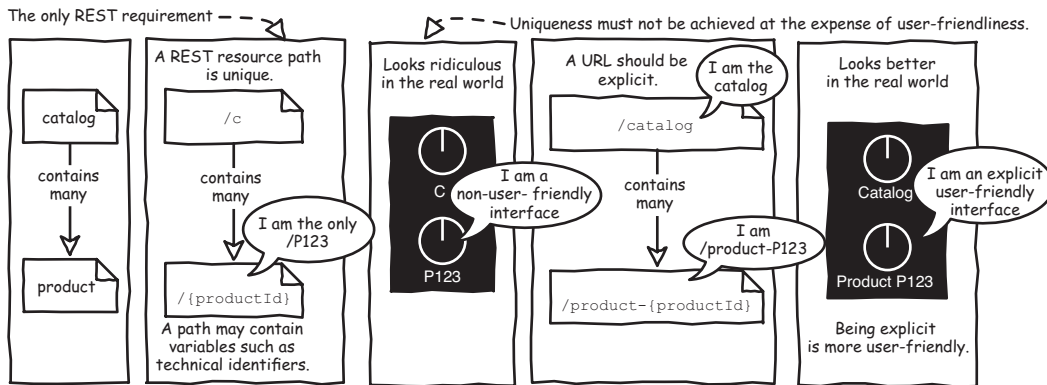 The only REST requirement
Uniqueness must not be achieved at the expense of user-friendliness.
catalog
contains
many
product
A REST resource path
is unique.
/c
contains
many
I am the only
/P123
/{productId}
A path may contain
variables such as
technical identifiers.
Looks ridiculous
in the real world
C
I am a
non-user- friendly
interface
P123
A URL should be
explicit.
I am the
catalog
/catalog
contains
many
I am
/product-P123
/product-{productId}
Looks better
in the real world
Catalog
I am an explicit
user-friendly
interface
Product P123
Being explicit
is more user-friendly.